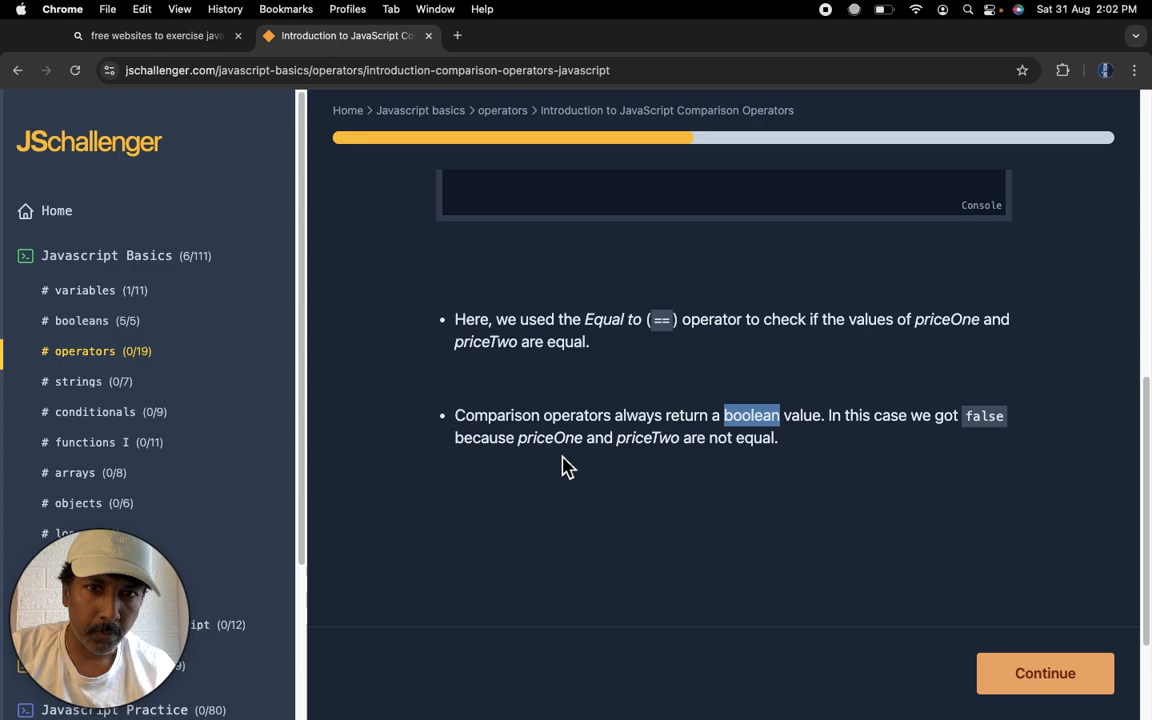 Chrome File Edit View History Bookmarks Profiles Tab Window Help Sat 31 Aug 2:02 PM
free websites to exercise jav
Introduction to JavaScript Co
jschallenger.com/javascript-basics/operators/introduction-comparison-operators-javascript
JSchallenger
Home
Javascript Basics (6/111)
# variables (1/11)
# booleans (5/5)
# operators (0/19)
# strings (0/7)
# conditionals (0/9)
# functions I (0/11)
# arrays (0/8)
# objects (0/6)
(0/12)
Javascript Practice (0/80)
Home > Javascript basics > operators > Introduction to JavaScript Comparison Operators
Console
• Here, we used the Equal to (==) operator to check if the values of priceOne and
priceTwo are equal.
• Comparison operators always return a boolean value. In this case we got false
because priceOne and priceTwo are not equal.
Continue